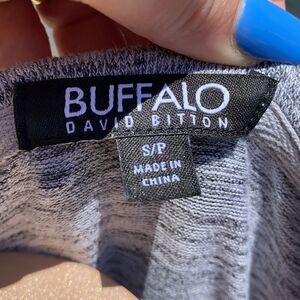 BUFFALO
DAVID BITTON
S/P
MADE IN
CHINA